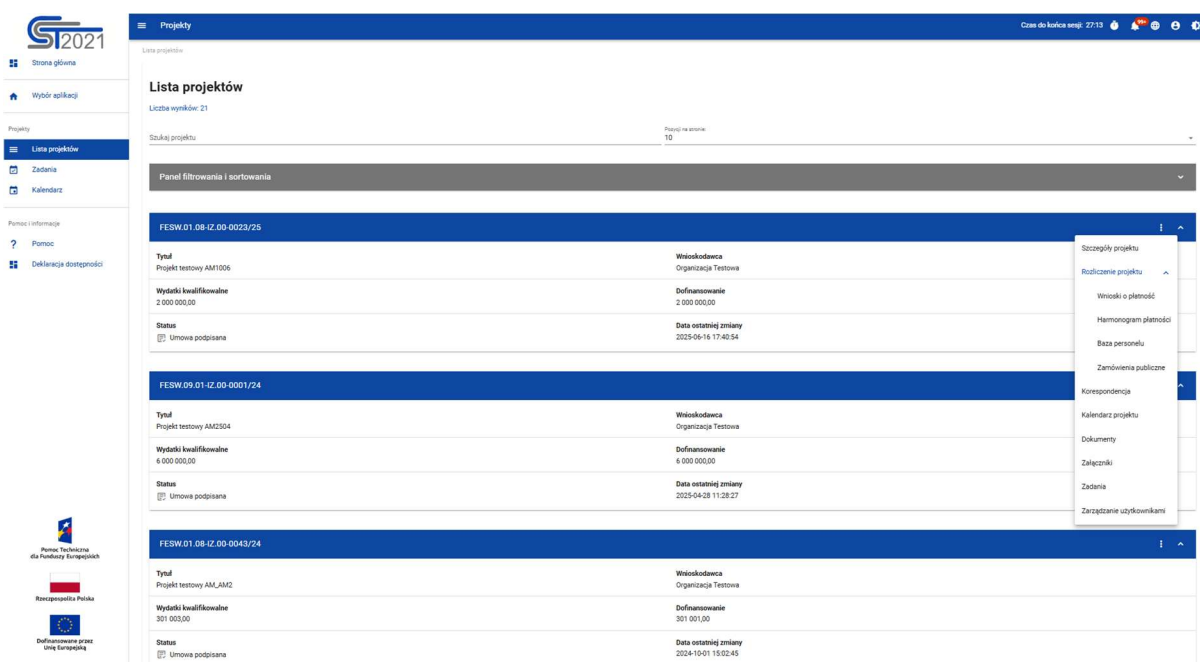 ST2021
Projekty
Czas do końca sesji: 27:13
99+
Strona główna
Wybór aplikacji
Projekty
Lista projektów
Zadania
Kalendarz
Pomoc i informacje
? Pomoc
Deklaracja dostępności
Pomoc Techniczna
dla Funduszy Europejskich
Rzeczpospolita Polska
Dofinansowane przez
Unię Europejską
Lista projektów
Lista projektów
Liczba wyników: 21
Szukaj projektu
Pozycji na stronie:
10
Panel filtrowania i sortowania
FESW.01.08-IZ.00-0023/25
Tytuł
Projekt testowy AM1006
Wnioskodawca
Organizacja Testowa
Wydatki kwalifikowalne
2 000 000,00
Dofinansowanie
2 000 000,00
Status
Umowa podpisana
Data ostatniej zmiany
2025-06-16 17:40:54
Szczegóły projektu
Rozliczenie projektu
Wnioski o płatność
Harmonogram płatności
Baza personelu
Zamówienia publiczne
Korespondencja
Kalendarz projektu
Dokumenty
Załączniki
Zadania
Zarządzanie użytkownikami
FESW.09.01-IZ.00-0001/24
Tytuł
Projekt testowy AM2504
Wnioskodawca
Organizacja Testowa
Wydatki kwalifikowalne
6 000 000,00
Dofinansowanie
6 000 000,00
Status
Umowa podpisana
Data ostatniej zmiany
2025-04-28 11:28:27
FESW.01.08-IZ.00-0043/24
Tytuł
Projekt testowy AM_AM2
Wnioskodawca
Organizacja Testowa
Wydatki kwalifikowalne
301 003,00
Dofinansowanie
301 001,00
Status
Umowa podpisana
Data ostatniej zmiany
2024-10-01 15:02:45